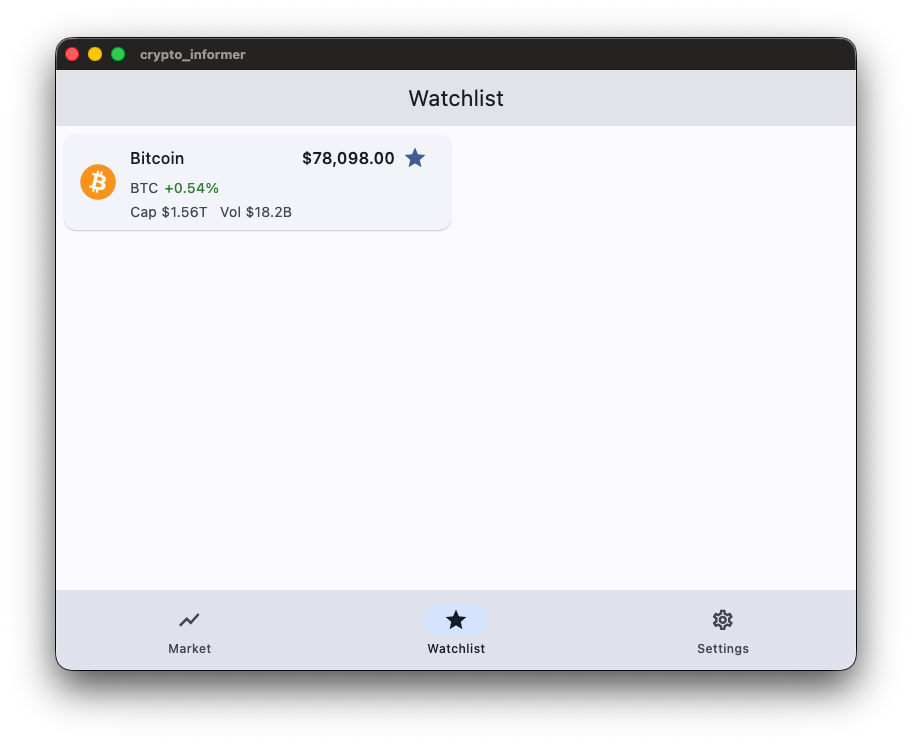 crypto_informer
Watchlist
Bitcoin $78,098.00
BTC +0.54%
Cap $1.56T Vol $18.2B
Market Watchlist Settings